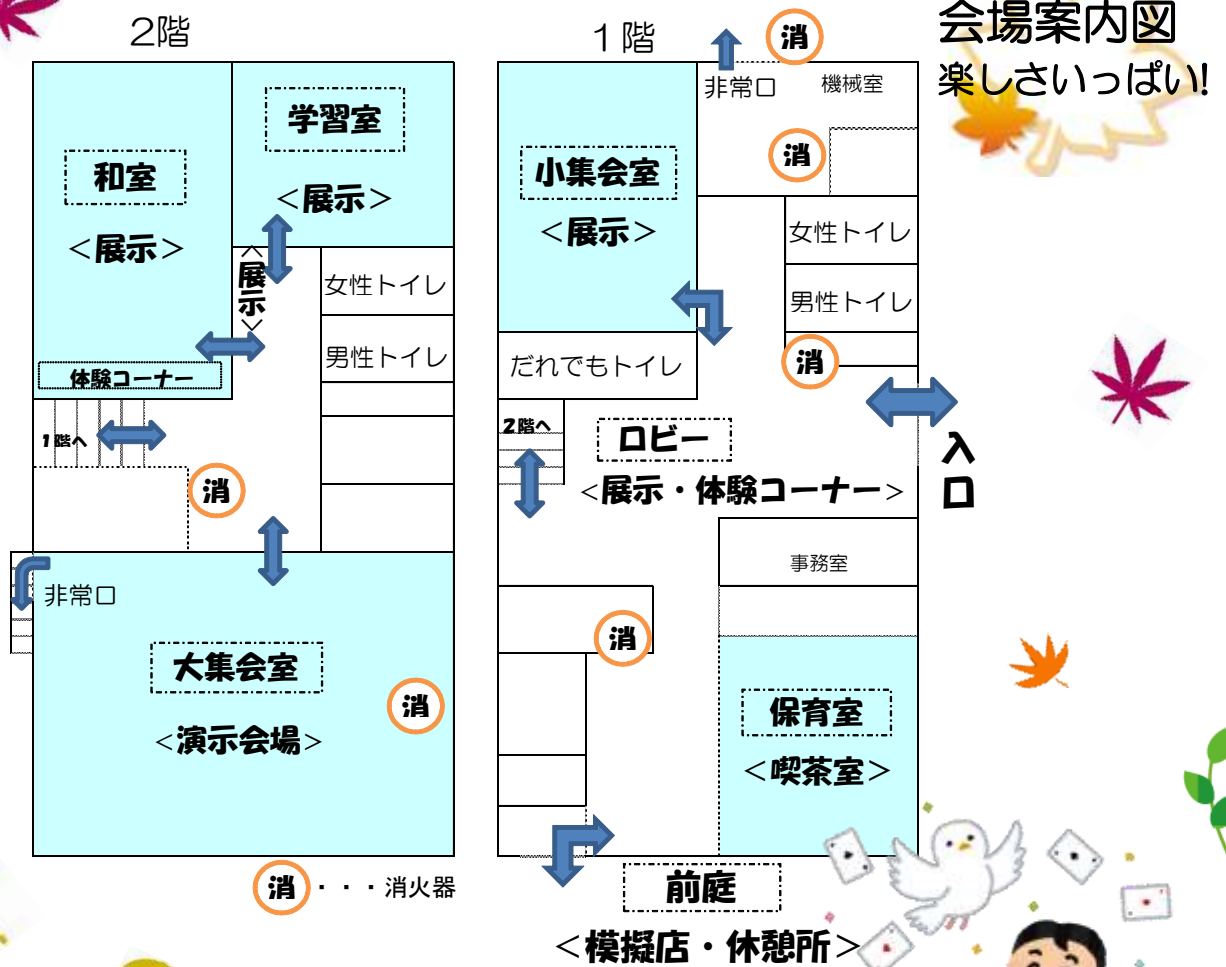 会場案内図
楽しさいっぱい!
2階
学習室
<展示>
和室
<展示>
<展示>
女性トイレ
男性トイレ
体験コーナー
1階へ
消
非常口
大集会室
消
<演示会場>
消・・・消火器
1階
消
非常口
機械室
消
小集会室
<展示>
女性トイレ
男性トイレ
消
だれでもトイレ
2階へ
ロビー
入口
<展示・体験コーナー>
事務室
消
保育室
<喫茶室>
前庭
<模擬店・休憩所>